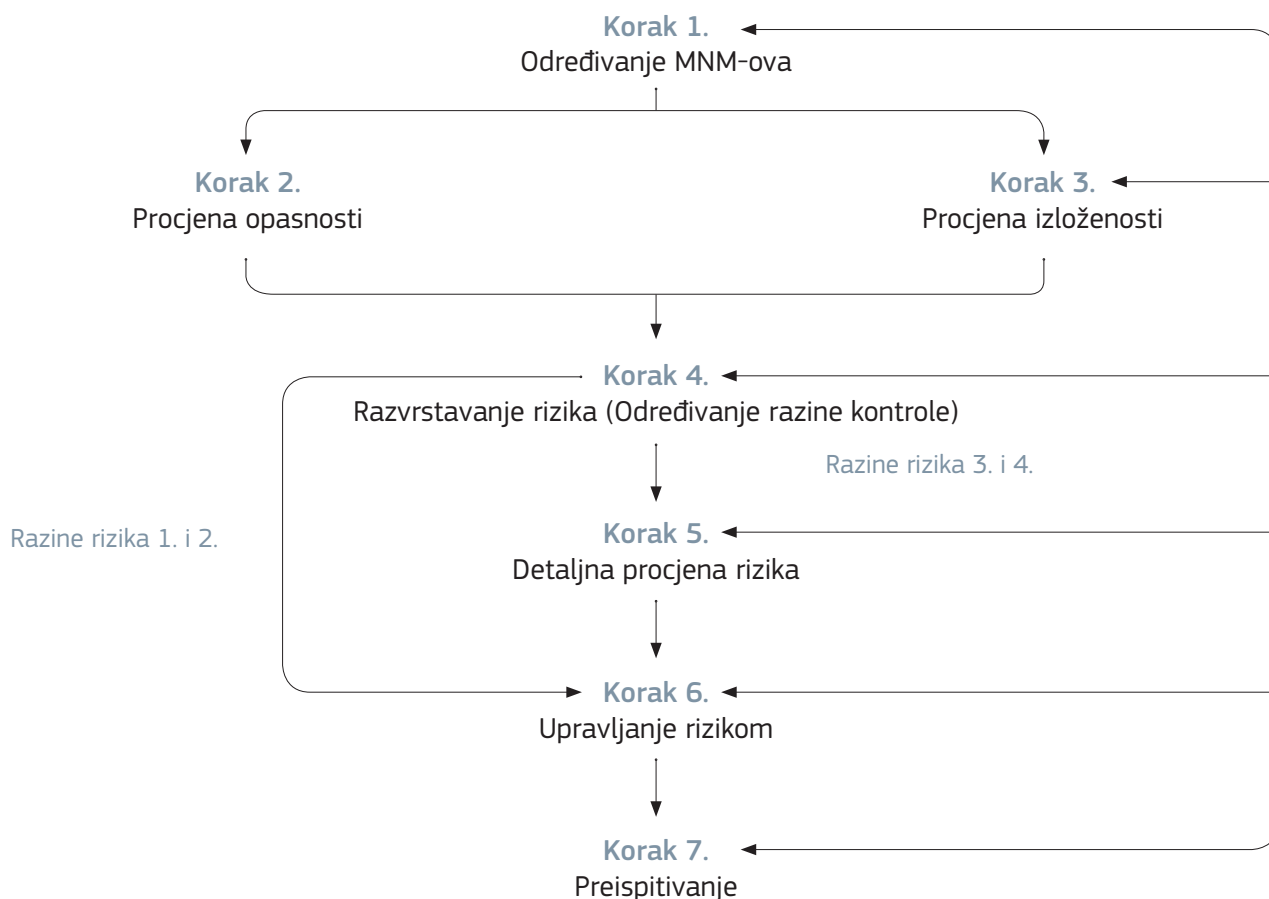 Korak 1.
Određivanje MNM-ova
Korak 2.
Procjena opasnosti
Korak 3.
Procjena izloženosti
Korak 4.
Razvrstavanje rizika (Određivanje razine kontrole)
Razine rizika 3. i 4.
Razine rizika 1. i 2.
Korak 5.
Detaljna procjena rizika
Korak 6.
Upravljanje rizikom
Korak 7.
Preispitivanje